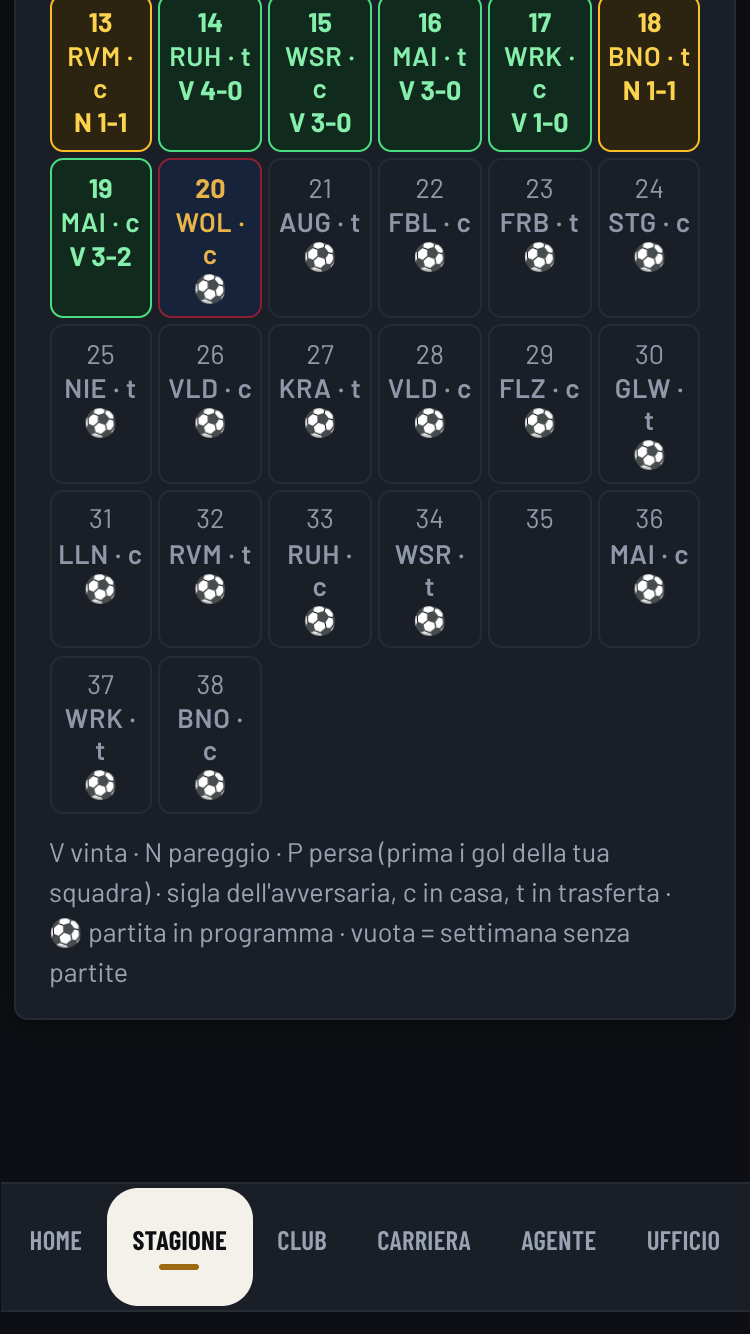 13 14 15 16 17 18
RVM · RUH · t WSR · MAI · t WRK · BNO · t
c V 4-0 c V 3-0 c N 1-1
N 1-1 V 3-0 V 1-0
19 20 21 22 23 24
MAI · c WOL · AUG · t FBL · c FRB · t STG · c
V 3-2 c ⚽ ⚽ ⚽ ⚽
⚽
25 26 27 28 29 30
NIE · t VLD · c KRA · t VLD · c FLZ · c GLW ·
⚽ ⚽ ⚽ ⚽ ⚽ t
⚽
31 32 33 34 35 36
LLN · c RVM · t RUH · WSR · MAI · c
⚽ ⚽ c t ⚽
⚽ ⚽
37 38
WRK · BNO ·
t c
⚽ ⚽
V vinta · N pareggio · P persa (prima i gol della tua
squadra) · sigla dell'avversaria, c in casa, t in trasferta ·
⚽ partita in programma · vuota = settimana senza
partite
HOME STAGIONE CLUB CARRIERA AGENTE UFFICIO